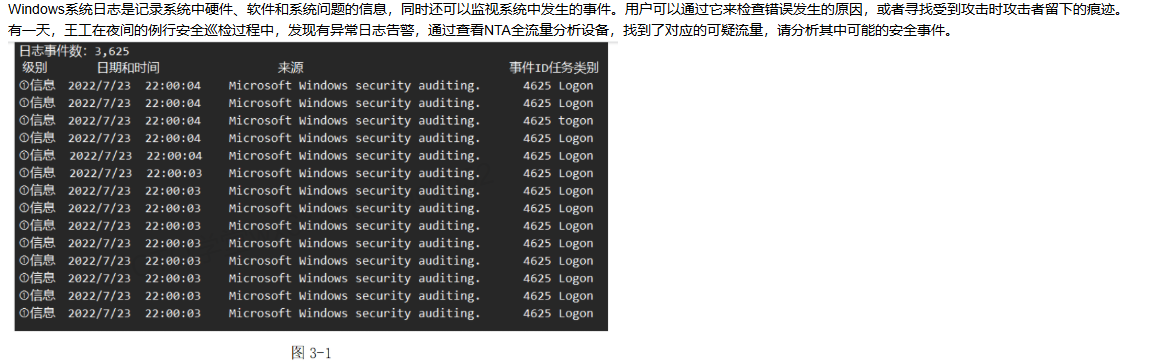 Windows系统日志是记录系统中硬件、软件和系统问题的信息，同时还可以监视系统中发生的事件。用户可以通过它来检查错误发生的原因，或者寻找受到攻击时攻击者留下的痕迹。
有一天，王工在夜间的例行安全巡检过程中，发现有异常日志告警，通过查看NTA全流量分析设备，找到了对应的可疑流量，请分析其中可能的安全事件。
日志事件数: 3,625
级别 日期和时间 来源 事件ID任务类别
①信息 2022/7/23 22:00:04 Microsoft Windows security auditing. 4625 Logon
①信息 2022/7/23 22:00:04 Microsoft Windows security auditing. 4625 Logon
①信息 2022/7/23 22:00:04 Microsoft Windows security auditing. 4625 togon
①信息 2022/7/23 22:00:04 Microsoft Windows security auditing. 4625 Logon
①信息 2022/7/23 22:00:04 Microsoft Windows security auditing. 4625 Logon
①信息 2022/7/23 22:00:03 Microsoft Windows security auditing. 4625 Logon
①信息 2022/7/23 22:00:03 Microsoft Windows security auditing. 4625 Logon
①信息 2022/7/23 22:00:03 Microsoft Windows security auditing. 4625 Logon
①信息 2022/7/23 22:00:03 Microsoft Windows security auditing. 4625 Logon
①信息 2022/7/23 22:00:03 Microsoft Windows security auditing. 4625 Logon
①信息 2022/7/23 22:00:03 Microsoft Windows security auditing. 4625 Logon
①信息 2022/7/23 22:00:03 Microsoft Windows security auditing. 4625 Logon
①信息 2022/7/23 22:00:03 Microsoft Windows security auditing. 4625 Logon
①信息 2022/7/23 22:00:03 Microsoft Windows security auditing. 4625 Logon
图 3-1